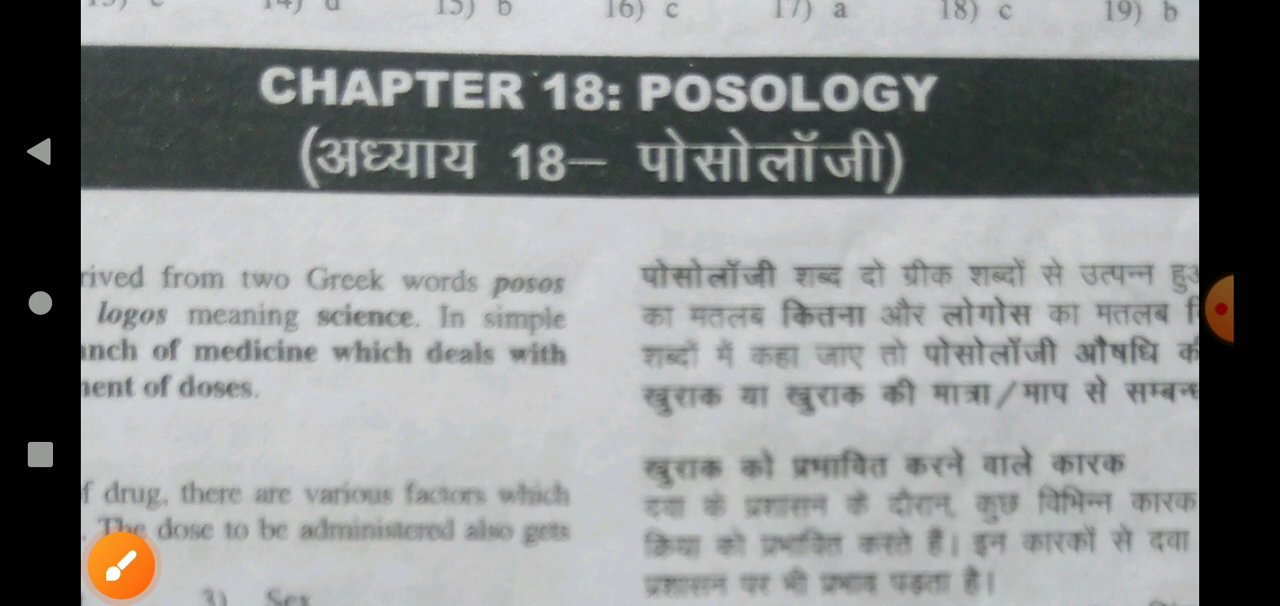 14) d 15) b 16) c 17) a 18) c 19) b
CHAPTER 18: POSOLOGY
(अध्याय 18– पोसोलॉजी)
rived from two Greek words posos
logos meaning science. In simple
nch of medicine which deals with
ent of doses.
f drug, there are various factors which
. The dose to be administered also gets
3) Sex
पोसोलॉजी शब्द दो ग्रीक शब्दों से उत्पन्न
का मतलब कितना और लोगोस का मतलब
शब्दों में कहा जाए तो पोसोलॉजी औषधि
खुराक या खुराक की मात्रा/माप से
खुराक को प्रभावित करने वाले कारक
दवा के प्रशासन के दौरान, कुछ विभिन्न कारक
क्रिया को प्रभावित करते हैं। इन कारकों से दवा
प्रशासन पर भी प्रभाव पड़ता है।